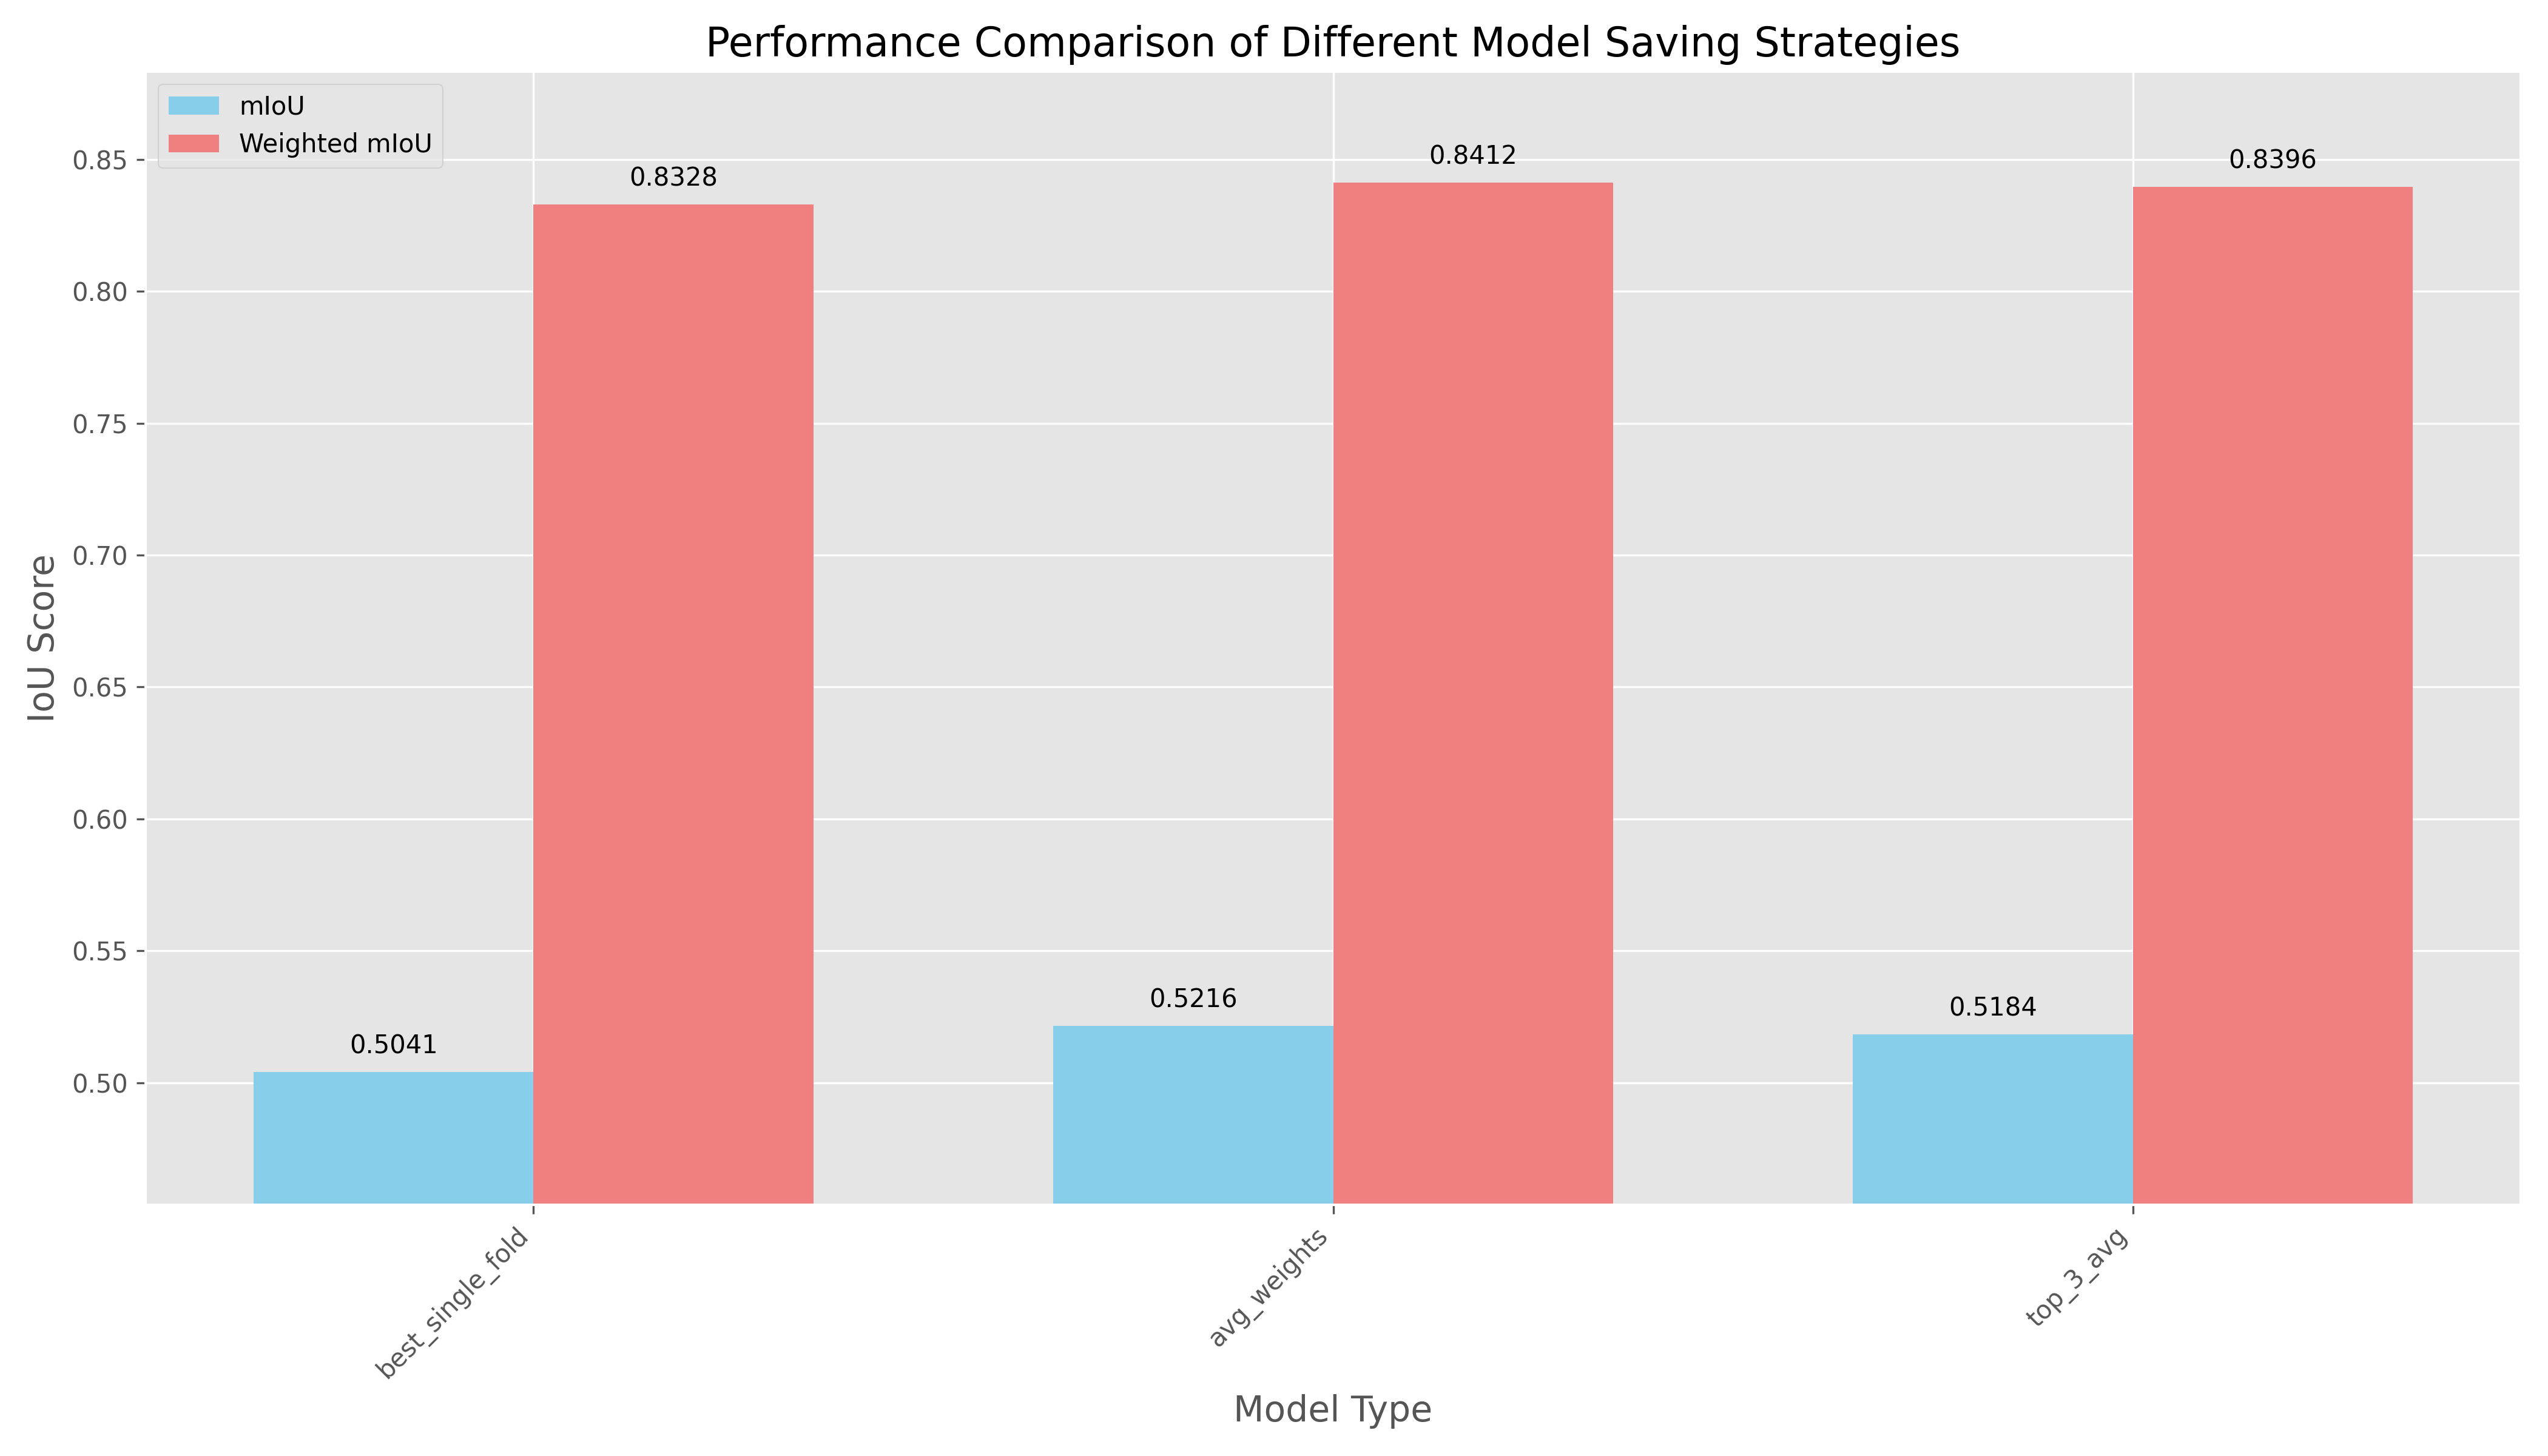 Performance Comparison of Different Model Saving Strategies
mIoU
Weighted mIoU
0.85
0.80
0.75
0.70
0.65
0.60
0.55
0.50
IoU Score
0.5041
0.8328
0.5216
0.8412
0.5184
0.8396
best_single_fold
avg_weights
top_3_avg
Model Type